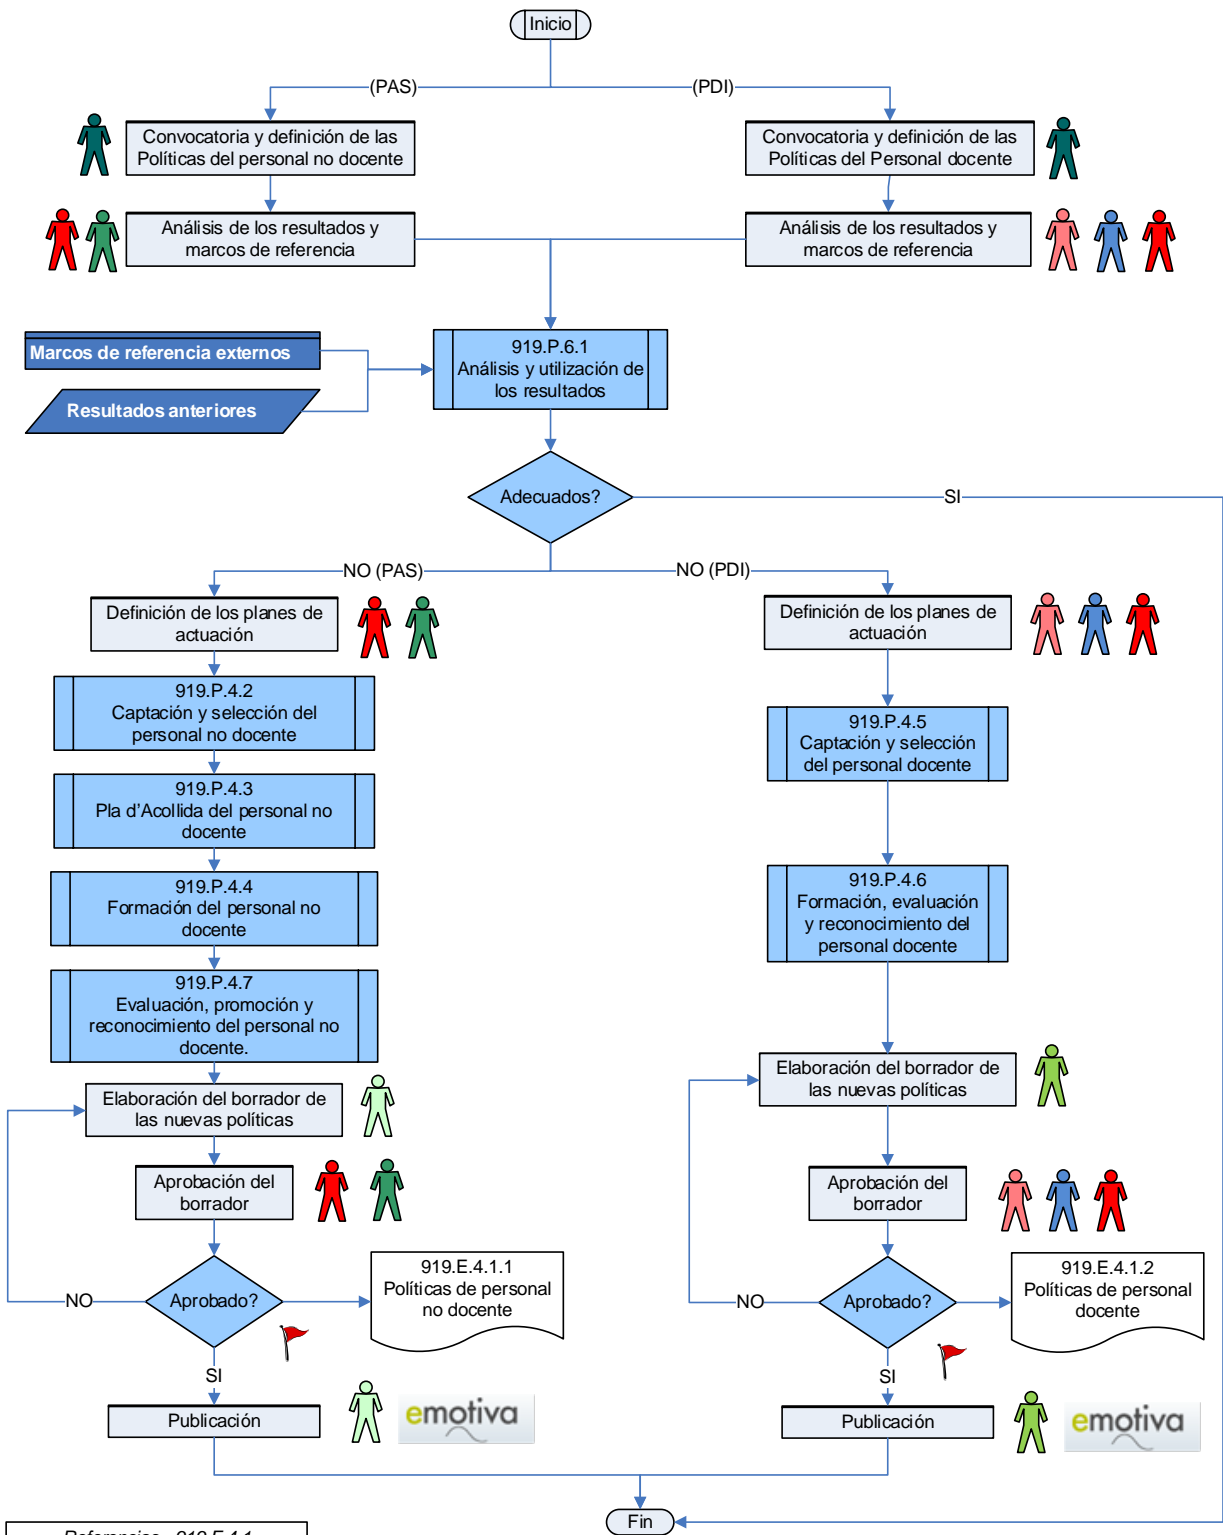 Inicio
(PAS)
(PDI)
Convocatoria y definición de las
Políticas del personal no docente
Convocatoria y definición de las
Políticas del Personal docente
Análisis de los resultados y
marcos de referencia
Análisis de los resultados y
marcos de referencia
Marcos de referencia externos
Resultados anteriores
919.P.6.1
Análisis y utilización de
los resultados
Adecuados?
SI
NO (PAS)
NO (PDI)
Definición de los planes de
actuación
Definición de los planes de
actuación
919.P.4.2
Captación y selección del
personal no docente
919.P.4.5
Captación y selección
del personal docente
919.P.4.3
Pla d'Acollida del personal no
docente
919.P.4.4
Formación del personal no
docente
919.P.4.6
Formación, evaluación
y reconocimiento del
personal docente
919.P.4.7
Evaluación, promoción y
reconocimiento del personal no
docente.
Elaboración del borrador de
las nuevas políticas
Elaboración del borrador de
las nuevas políticas
Aprobación del
borrador
Aprobación del
borrador
NO
Aprobado?
919.E.4.1.1
Políticas de personal
no docente
NO
Aprobado?
919.E.4.1.2
Políticas de personal
docente
SI
SI
Publicación
emotiva
Publicación
emotiva
Fin
Referencias 919.E.4.1